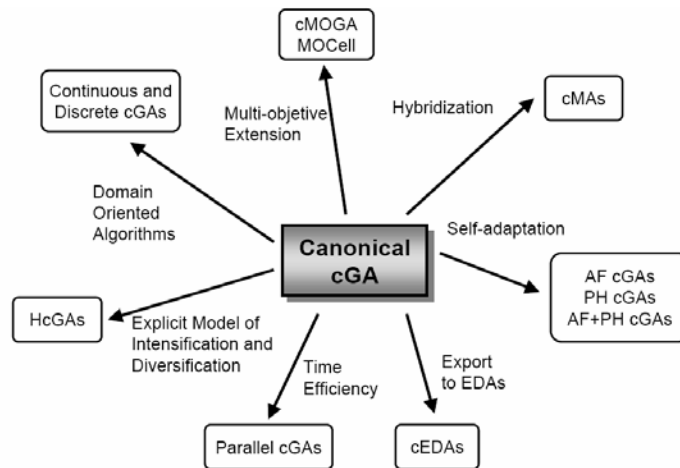 cMOGA
MOCell
Continuous and
Discrete cGAs
Multi-objetive
Extension
Hybridization
cMAs
Domain
Oriented
Algorithms
Self-adaptation
Canonical
cGA
AF cGAs
PH cGAs
AF+PH cGAs
HcGAs
Explicit Model of
Intensification and
Diversification
Time
Efficiency
Export
to EDAs
Parallel cGAs
cEDAs